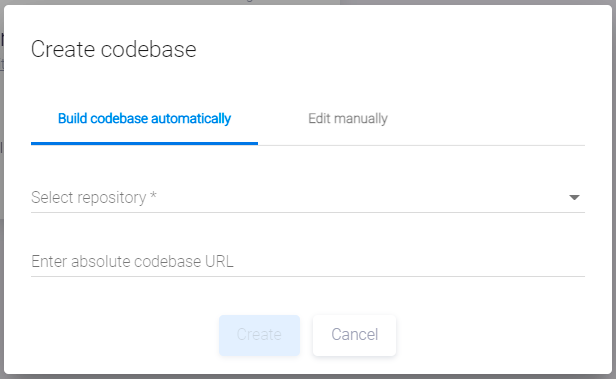 Create codebase
Build codebase automatically Edit manually
Select repository *
Enter absolute codebase URL
Create Cancel